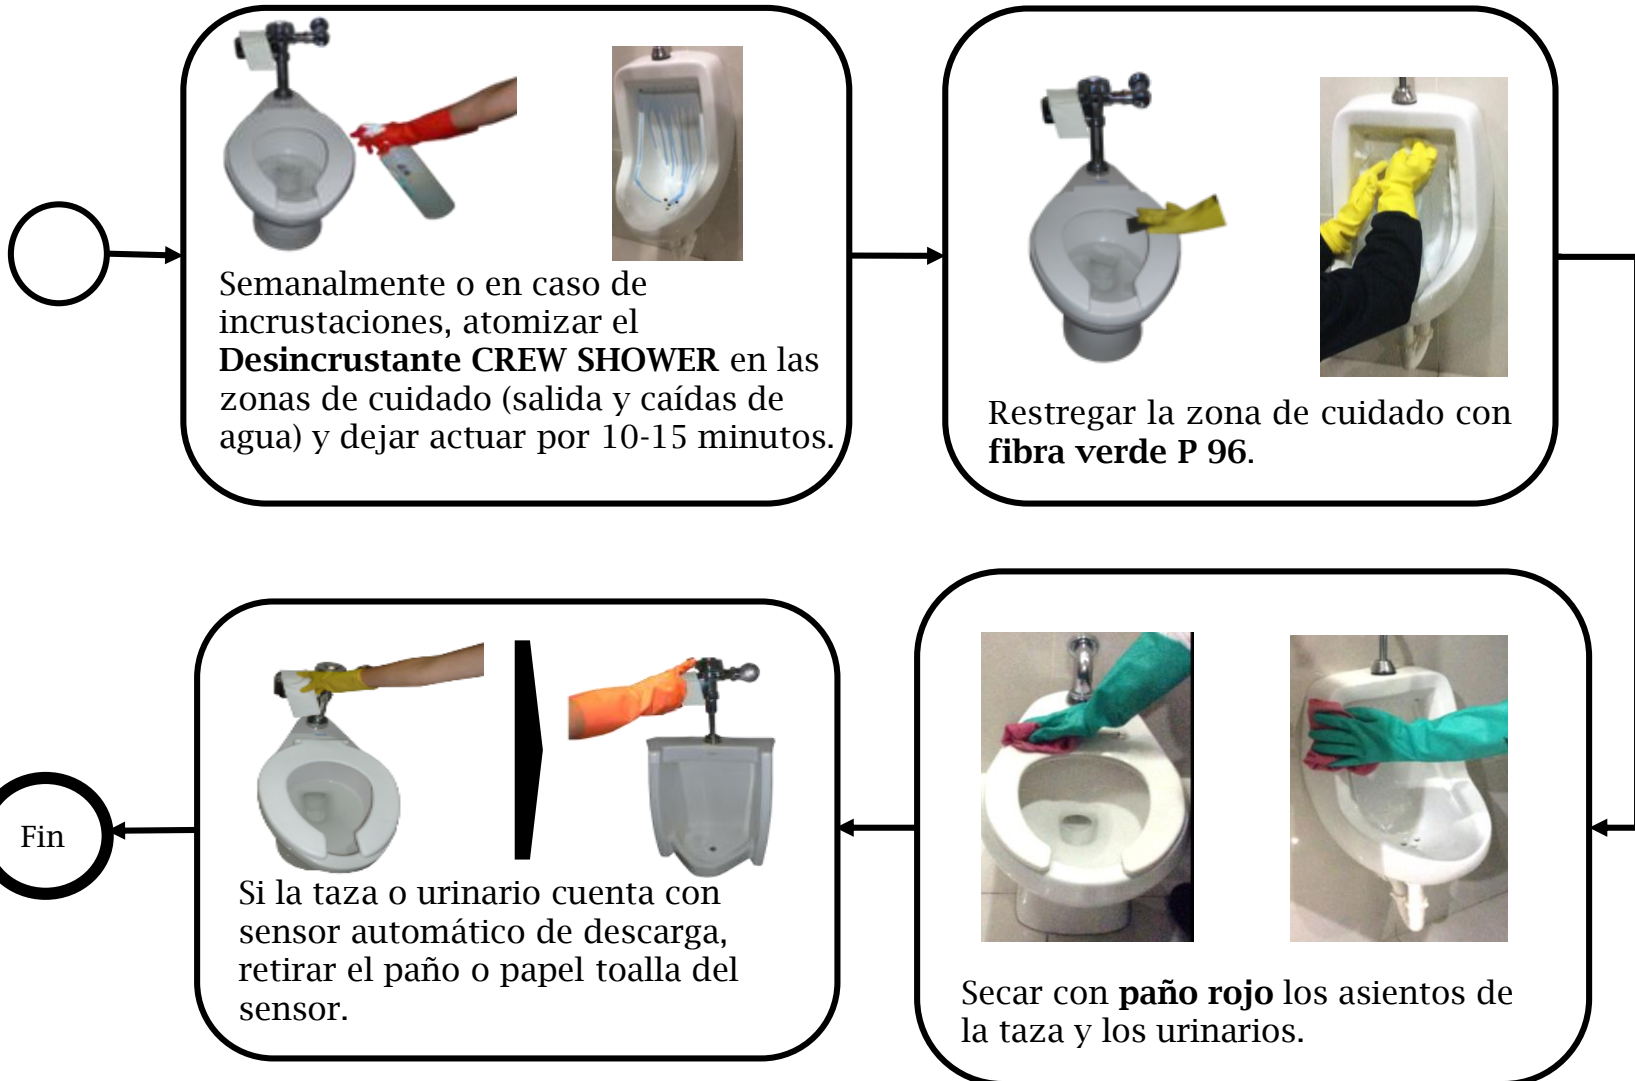 Semanalmente o en caso de
incrustaciones, atomizar el
Desincrustante CREW SHOWER en las
zonas de cuidado (salida y caídas de
agua) y dejar actuar por 10-15 minutos.
Restregar la zona de cuidado con
fibra verde P 96.
Secar con paño rojo los asientos de
la taza y los urinarios.
Si la taza o urinario cuenta con
sensor automático de descarga,
retirar el paño o papel toalla del
sensor.
Fin